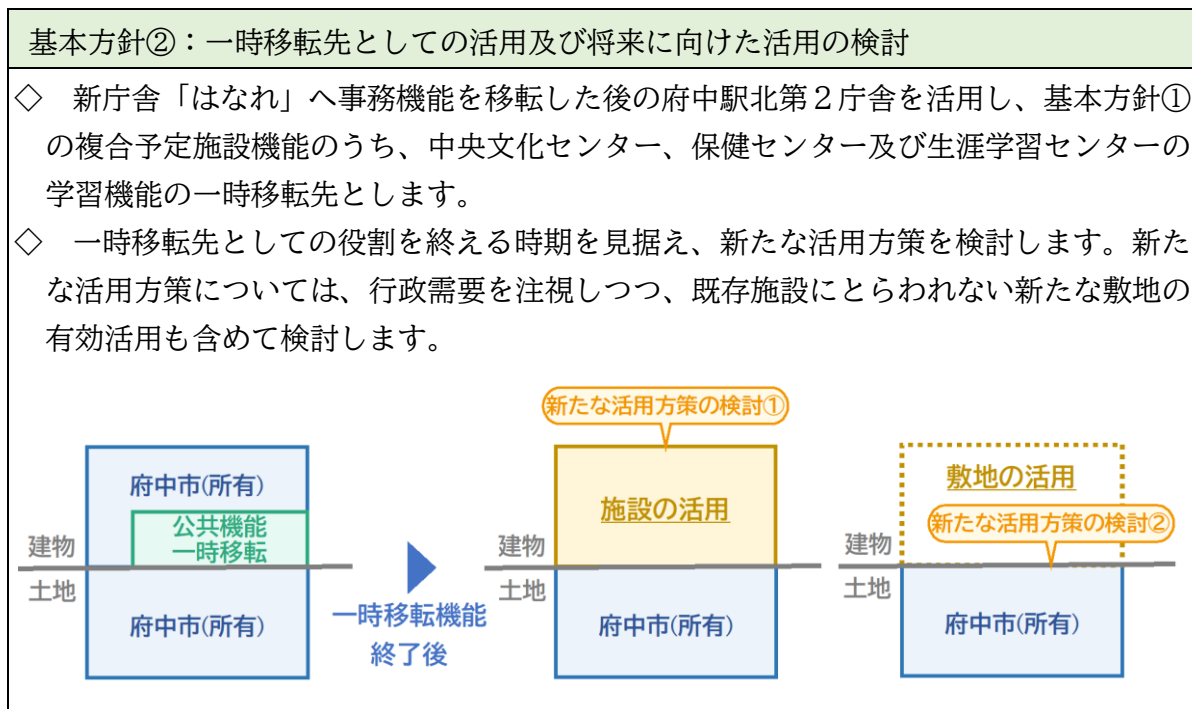 基本方針②：一時移転先としての活用及び将来に向けた活用の検討
◇　新庁舎「はなれ」へ事務機能を移転した後の府中駅北第２庁舎を活用し、基本方針①
の複合予定施設機能のうち、中央文化センター、保健センター及び生涯学習センターの
学習機能の一時移転先とします。
◇　一時移転先としての役割を終える時期を見据え、新たな活用方策を検討します。新た
な活用方策については、行政需要を注視しつつ、既存施設にとらわれない新たな敷地の
有効活用も含めて検討します。
府中市(所有)
公共機能
一時移転
建物
土地
府中市(所有)
一時移転機能
終了後
新たな活用方策の検討①
施設の活用
建物
土地
府中市(所有)
敷地の活用
新たな活用方策の検討②
建物
土地
府中市(所有)